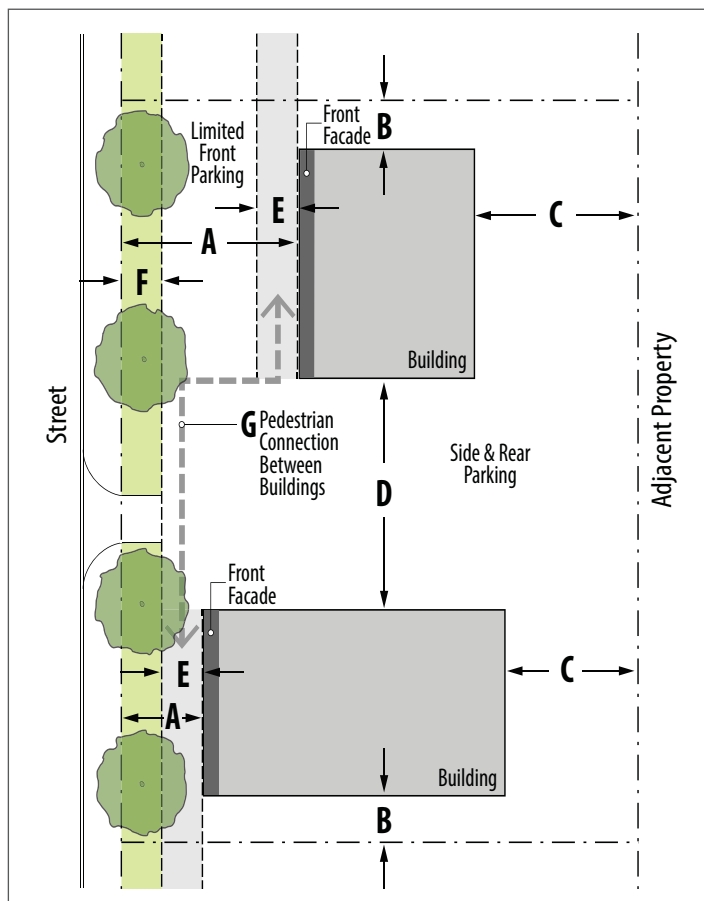 Front
Facade
B
Limited
Front
Parking
E
A
C
F
Building
Street
G Pedestrian
Connection
Between
Buildings
Side & Rear
Parking
D
Adjacent Property
Front
Facade
E
C
A
Building
B